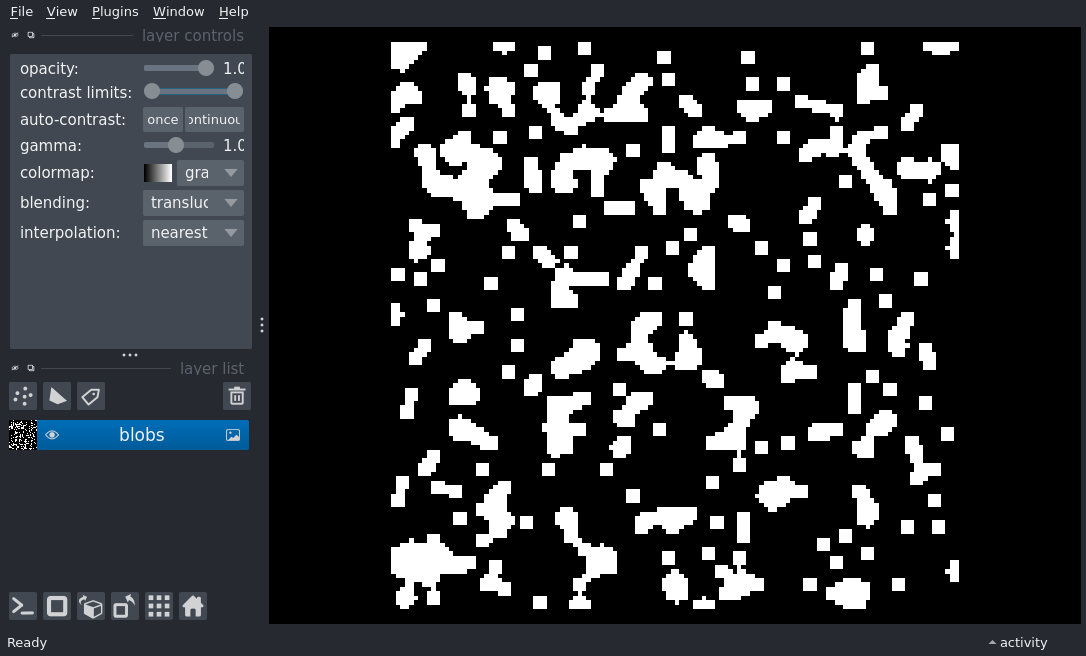 File View Plugins Window Help
layer controls
opacity: 1.0
contrast limits:
auto-contrast: once ontinuou
gamma: 1.0
colormap: gra
blending: transluc
interpolation: nearest
layer list
blobs
Ready
activity